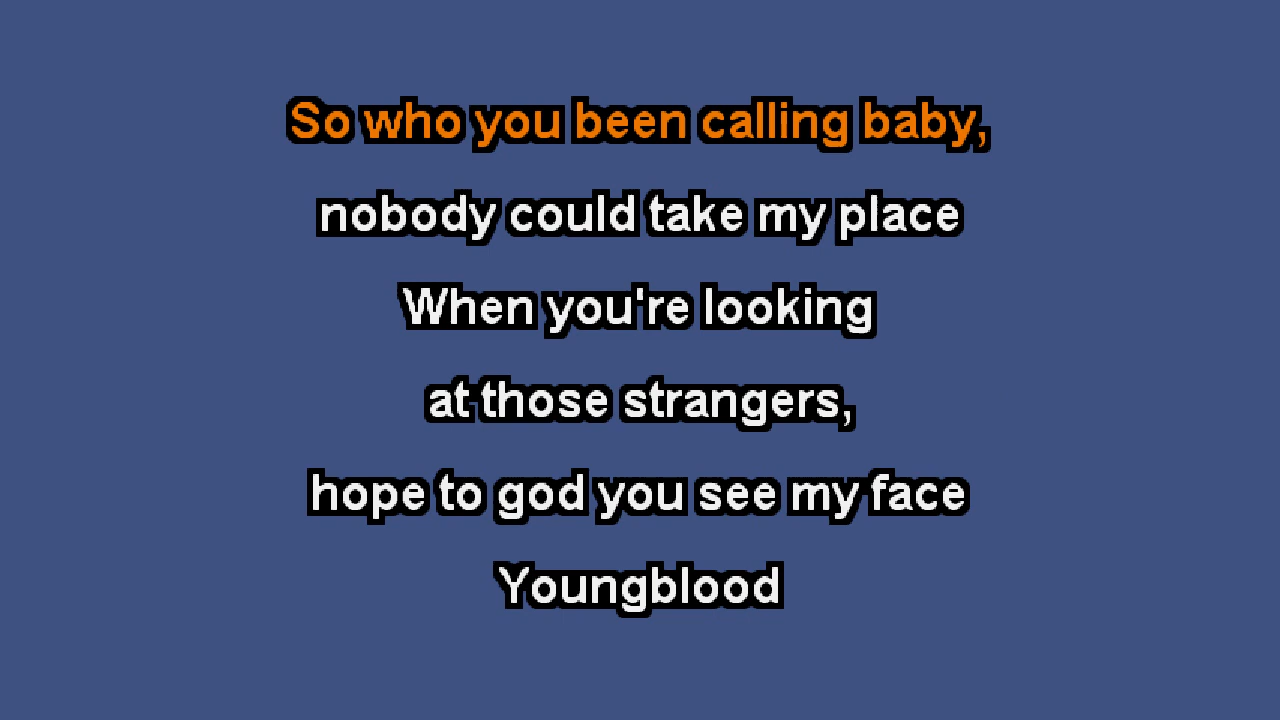 So who you been calling baby,
nobody could take my place
When you're looking
at those strangers,
hope to god you see my face
Youngblood